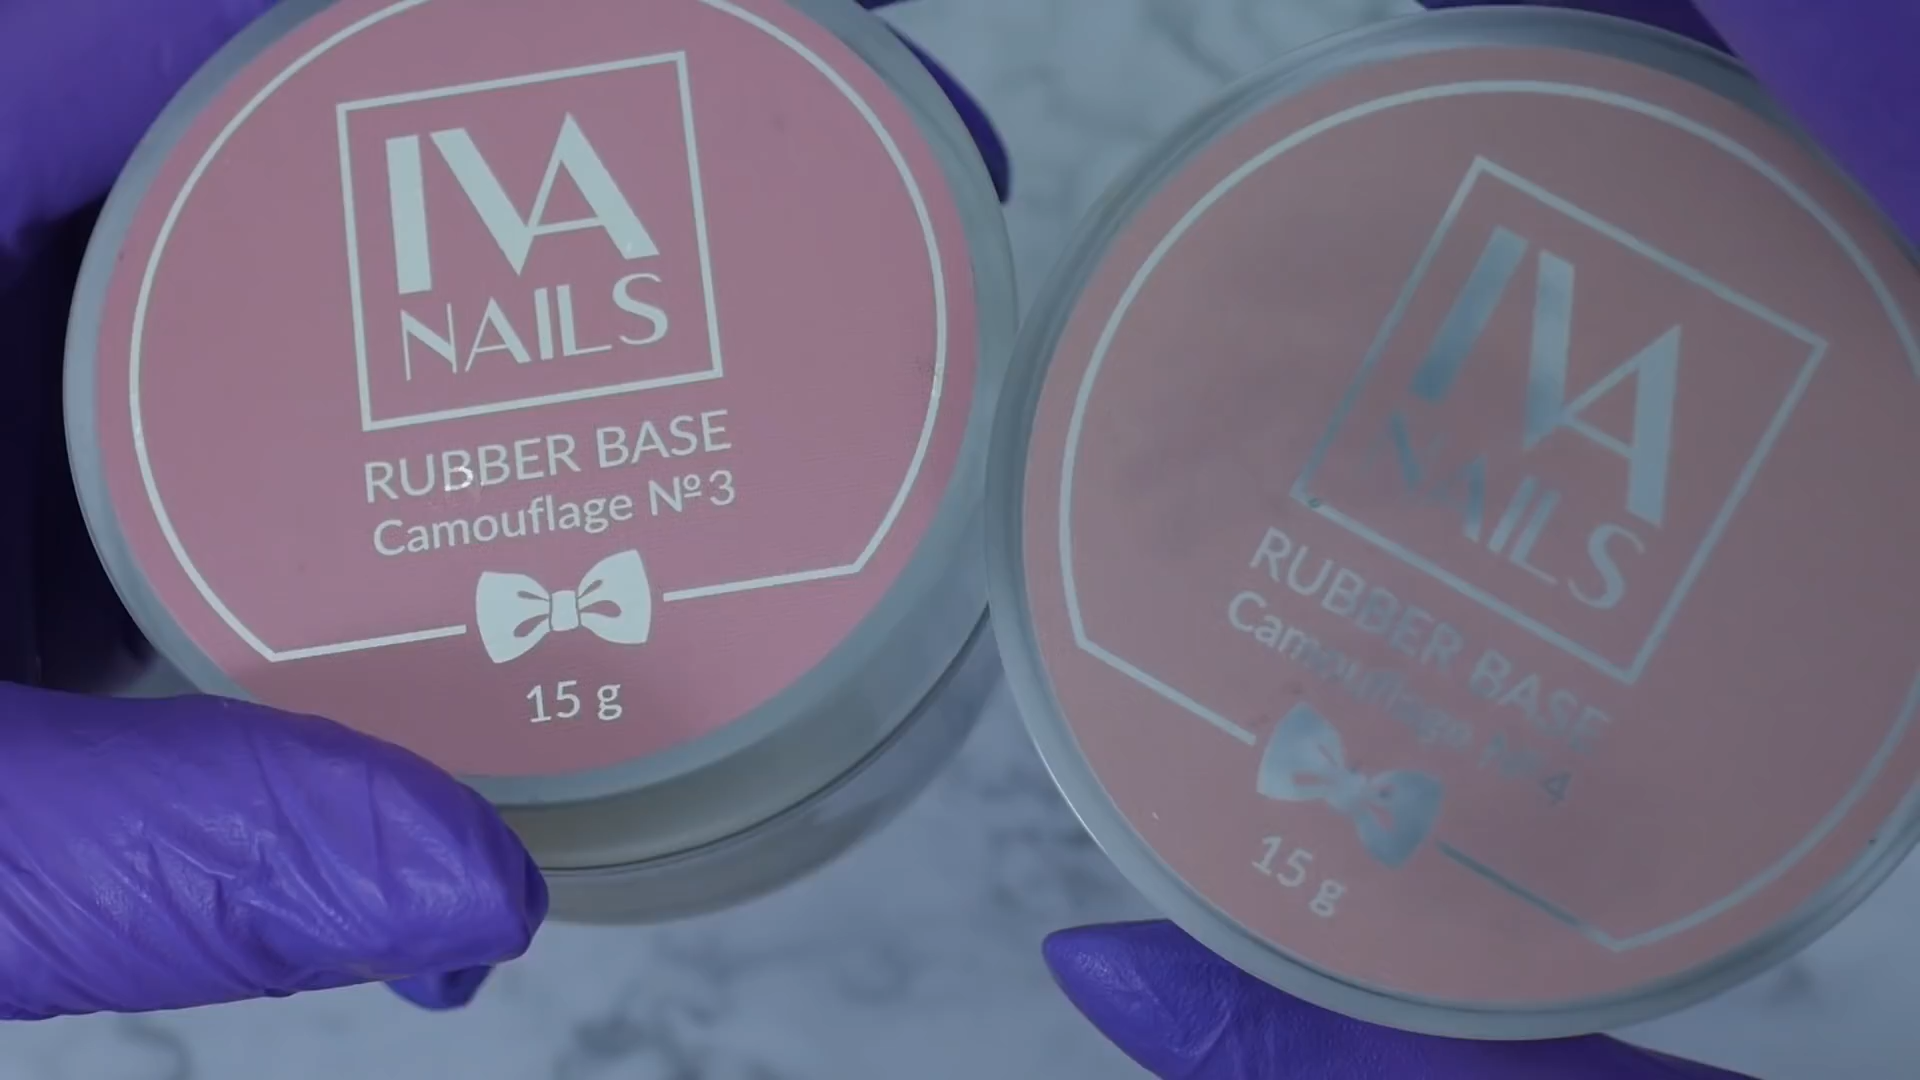 IVA
NAILS
RUBBER BASE
Camouflage Nº3
15 g
IVA
NAILS
RUBBER BASE
Camouflage Nº4
15 g